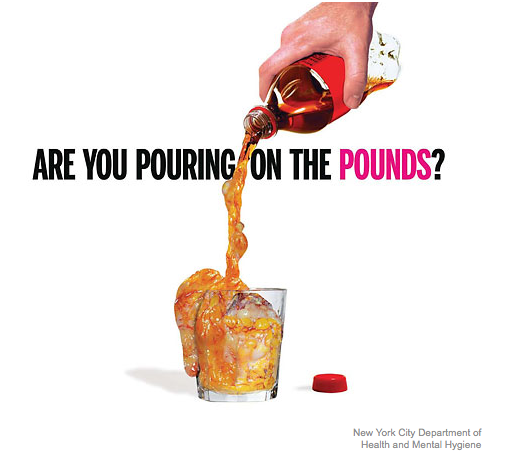 ARE YOU POURING ON THE POUNDS?
New York City Department of
Health and Mental Hygiene